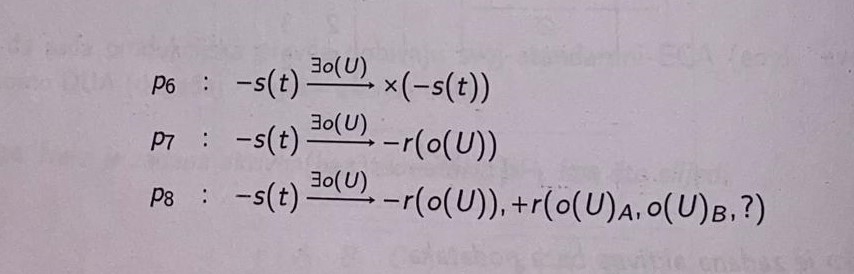 p₆ : −s(t) ∃o(U)⟶ ×(−s(t))
p₇ : −s(t) ∃o(U)⟶ −r(o(U))
p₈ : −s(t) ∃o(U)⟶ −r(o(U)), +r(o(U)_A, o(U)_B, ?)